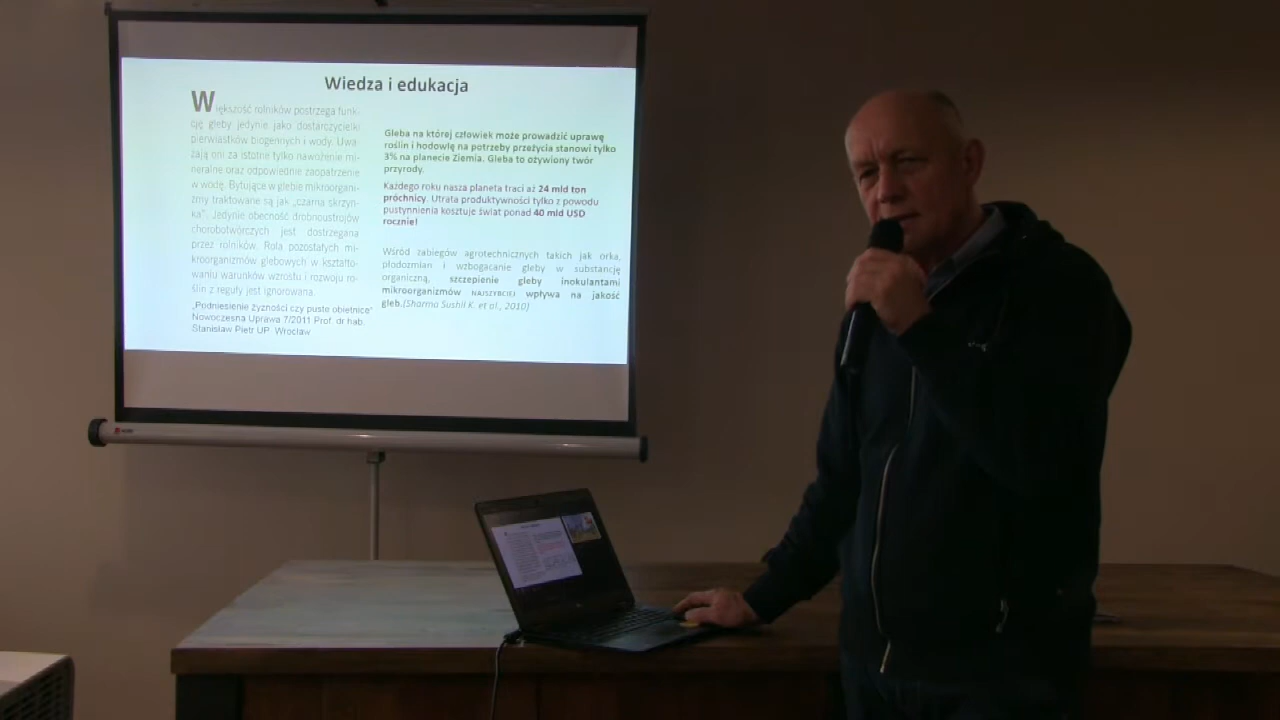 Wiedza i edukacja
Większość rolników postrzega funk-
cję gleby jedynie jako dostarczycielki
pierwiastków biogennych i wody. Uwa-
żają oni za istotne tylko nawożenie mi-
neralne oraz odpowiednie zaopatrzenie
w wodę. Bytujące w glebie mikroorgani-
zmy traktowane są jak „czarna skrzyn-
ka". Jedynie obecność drobnoustrojów
chorobotwórczych jest dostrzegana
przez rolników. Rola pozostałych mi-
kroorganizmów glebowych w kształto-
waniu warunków wzrostu i rozwoju ro-
ślin z reguły jest ignorowana.
„Podniesienie żyzności czy puste obietnice"
Nowoczesna Uprawa 7/2011 Prof. dr hab.
Stanisław Pietr UP Wrocław
Gleba na której człowiek może prowadzić uprawę
roślin i hodowlę na potrzeby przeżycia stanowi tylko
3% na planecie Ziemia. Gleba to ożywiony twór
przyrody.
Każdego roku nasza planeta traci aż 24 mld ton
próchnicy. Utrata produktywności tylko z powodu
pustynnienia kosztuje świat ponad 40 mld USD
rocznie!
Wśród zabiegów agrotechnicznych takich jak orka,
płodozmian i wzbogacanie gleby w substancję
organiczną, szczepienie gleby inokulantami
mikroorganizmów NAJSZYBCIEJ wpływa na jakość
gleb.(Sharma Sushil K. et al., 2010)